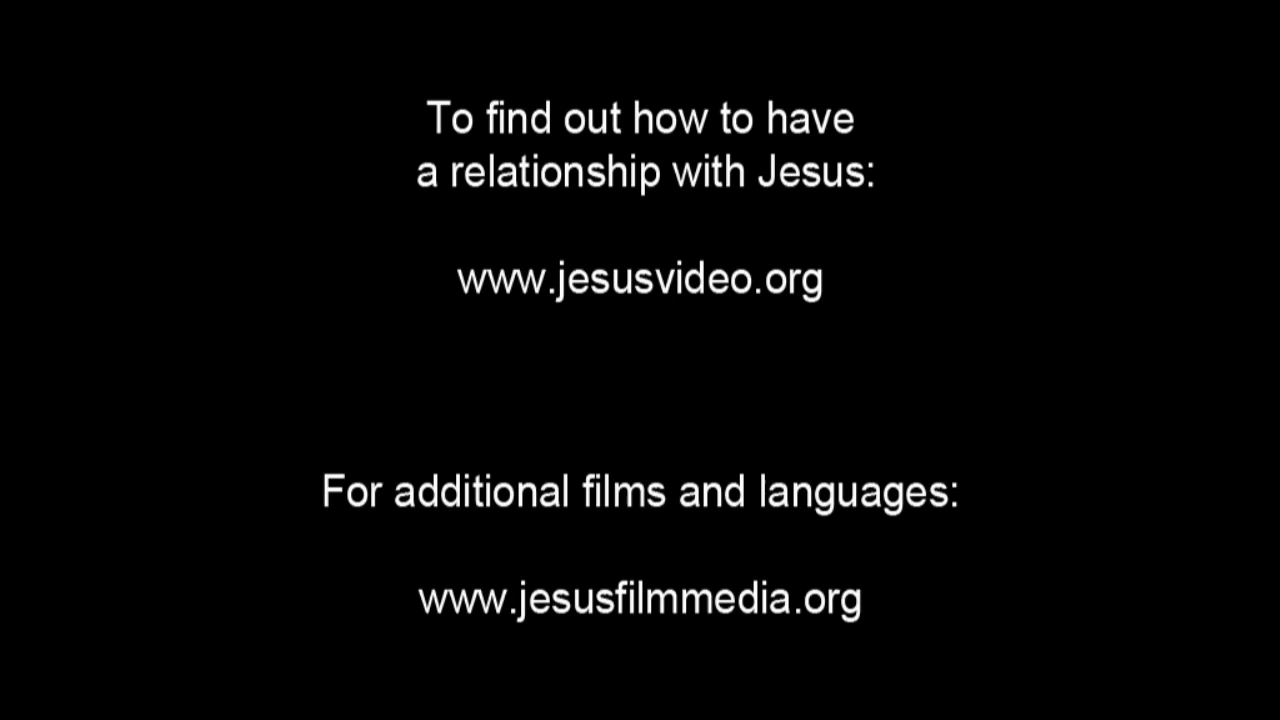 To find out how to have
a relationship with Jesus:
www.jesusvideo.org
For additional films and languages:
www.jesusfilmmedia.org